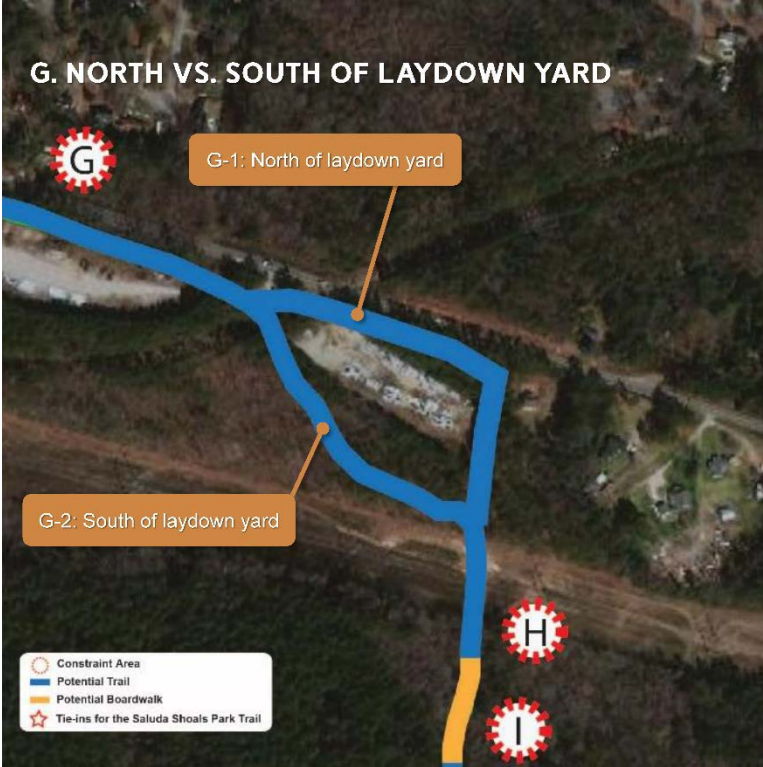 G. NORTH VS. SOUTH OF LAYDOWN YARD
G
G-1: North of laydown yard
G-2: South of laydown yard
H
I
Constraint Area
Potential Trail
Potential Boardwalk
Tie-ins for the Saluda Shoals Park Trail